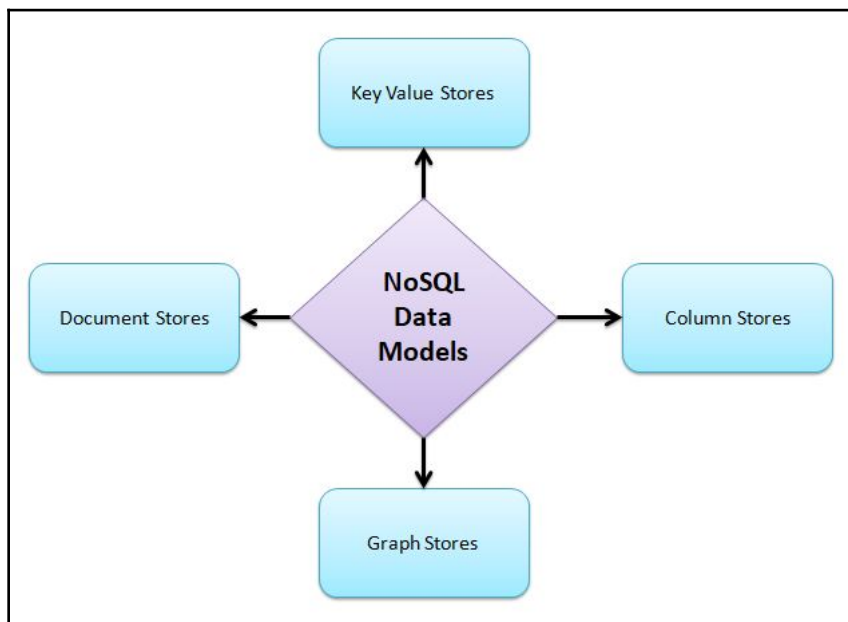 Key Value Stores
Document Stores
NoSQL
Data
Models
Column Stores
Graph Stores